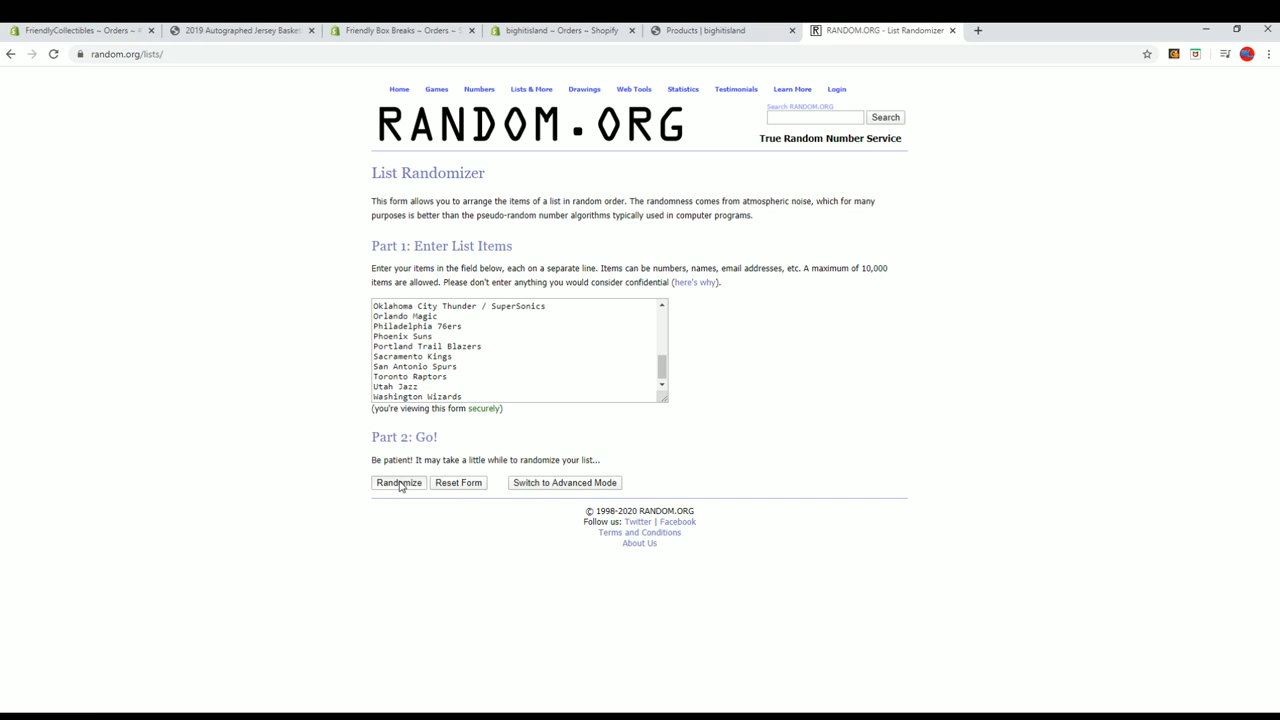 FriendlyCollectibles – Orders –
2019 Autographed Jersey Basket
Friendly Box Breaks – Orders –
bighitisland – Orders – Shopify
Products | bighitisland
RANDOM.ORG - List Randomizer
random.org/lists/
Home Games Numbers Lists & More Drawings Web Tools Statistics Testimonials Learn More Login
RANDOM.ORG
Search RANDOM.ORG
Search
True Random Number Service
List Randomizer
This form allows you to arrange the items of a list in random order. The randomness comes from atmospheric noise, which for many
purposes is better than the pseudo-random number algorithms typically used in computer programs.
Part 1: Enter List Items
Enter your items in the field below, each on a separate line. Items can be numbers, names, email addresses, etc. A maximum of 10,000
items are allowed. Please don't enter anything you would consider confidential (here's why).
Oklahoma City Thunder / SuperSonics
Orlando Magic
Philadelphia 76ers
Phoenix Suns
Portland Trail Blazers
Sacramento Kings
San Antonio Spurs
Toronto Raptors
Utah Jazz
Washington Wizards
(you're viewing this form securely)
Part 2: Go!
Be patient! It may take a little while to randomize your list...
Randomize Reset Form Switch to Advanced Mode
© 1998-2020 RANDOM.ORG
Follow us: Twitter | Facebook
Terms and Conditions
About Us